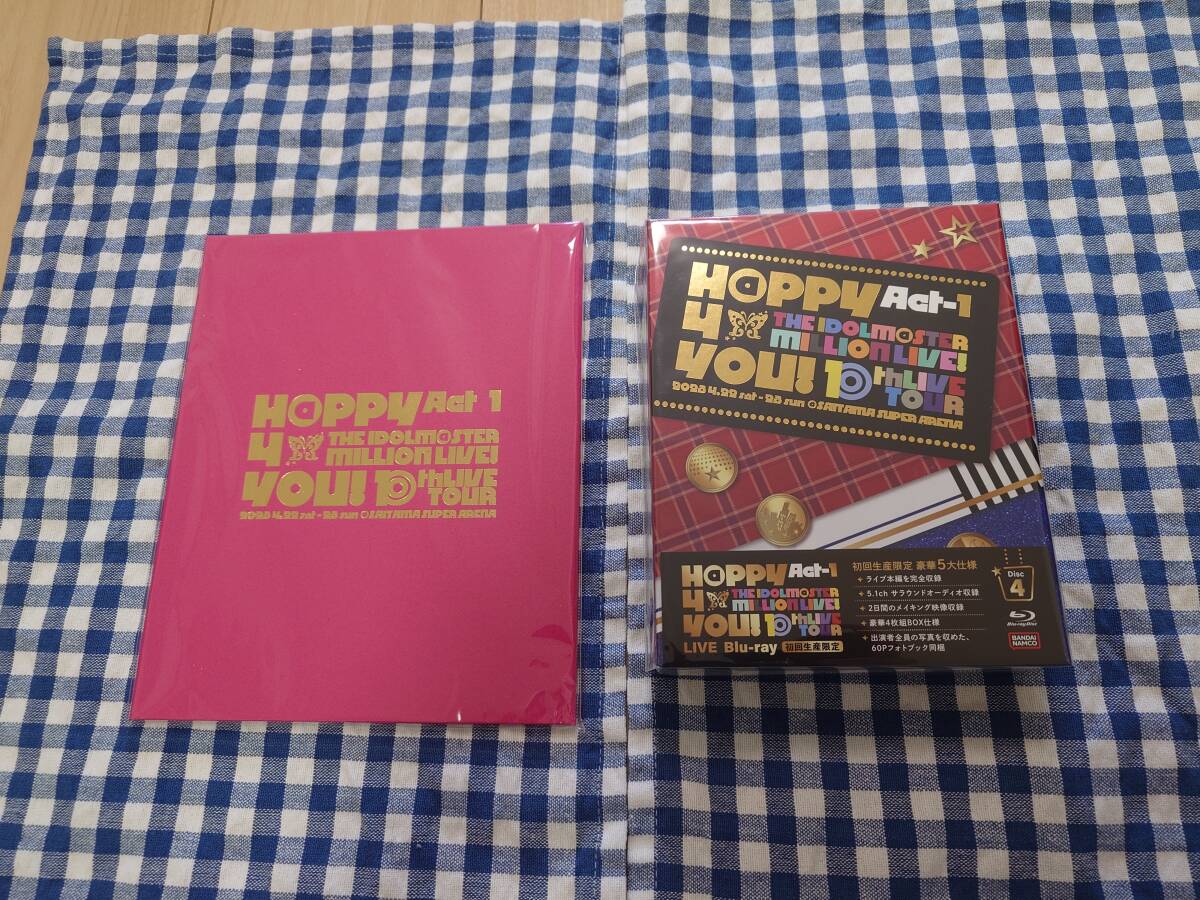 HAPPY Act 1
4 THE IDOLM@STER
MILLION LIVE!
YOU! 10thLIVE
TOUR
2023 4.22 sat - 23 sun @SAITAMA SUPER ARENA
HAPPY Act-1
4 THE IDOLM@STER
MILLION LIVE!
YOU! 10thLIVE
TOUR
2023 4.22 sat - 23 sun @SAITAMA SUPER ARENA
HAPPY Act-1
4 THE IDOLM@STER
MILLION LIVE!
YOU! 10thLIVE
TOUR
LIVE Blu-ray 初回生産限定
初回生産限定 豪華5大仕様
ライブ本編を完全収録
5.1ch サラウンドオーディオ収録
2日間のメイキング映像収録
豪華4枚組BOX仕様
出演者全員の写真を収めた、
60Pフォトブック同梱
Disc
4
Blu-ray Disc
BANDAI
NAMCO